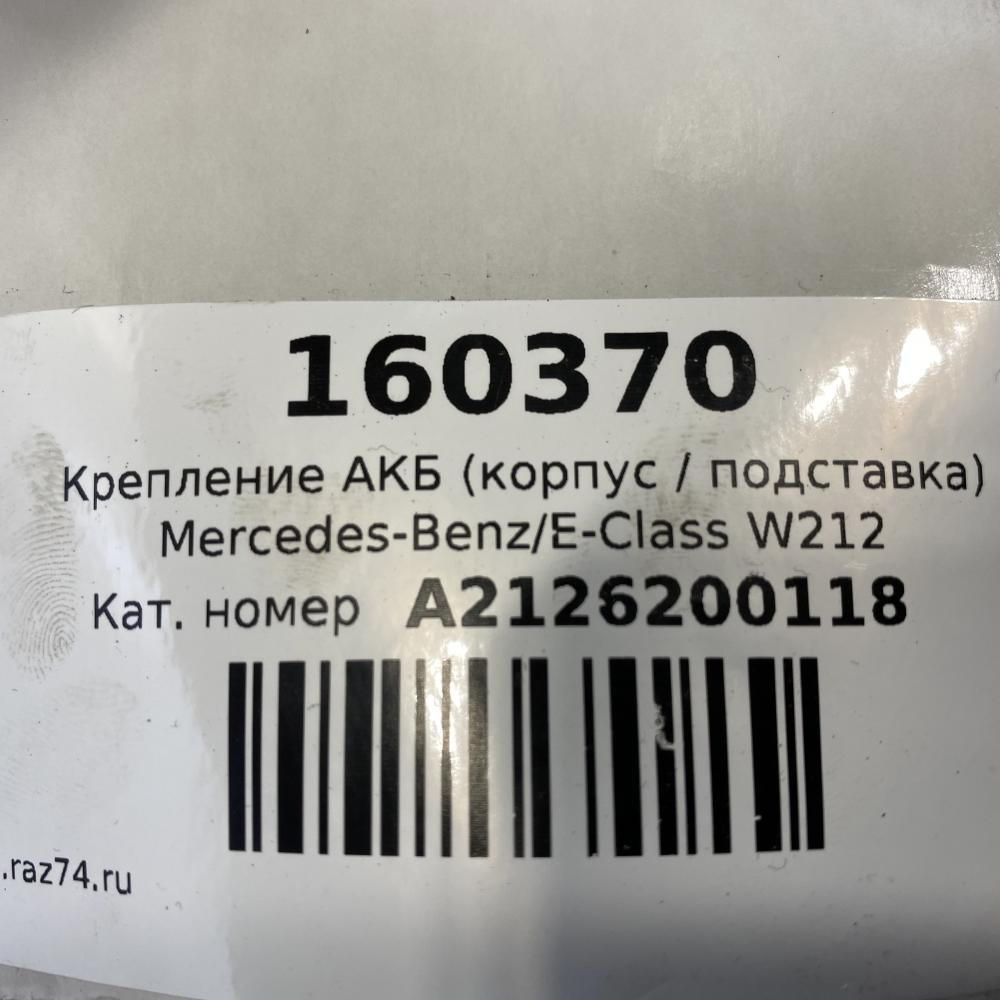 160370
Крепление АКБ (корпус / подставка)
Mercedes-Benz/E-Class W212
Кат. номер A2126200118
.raz74.ru